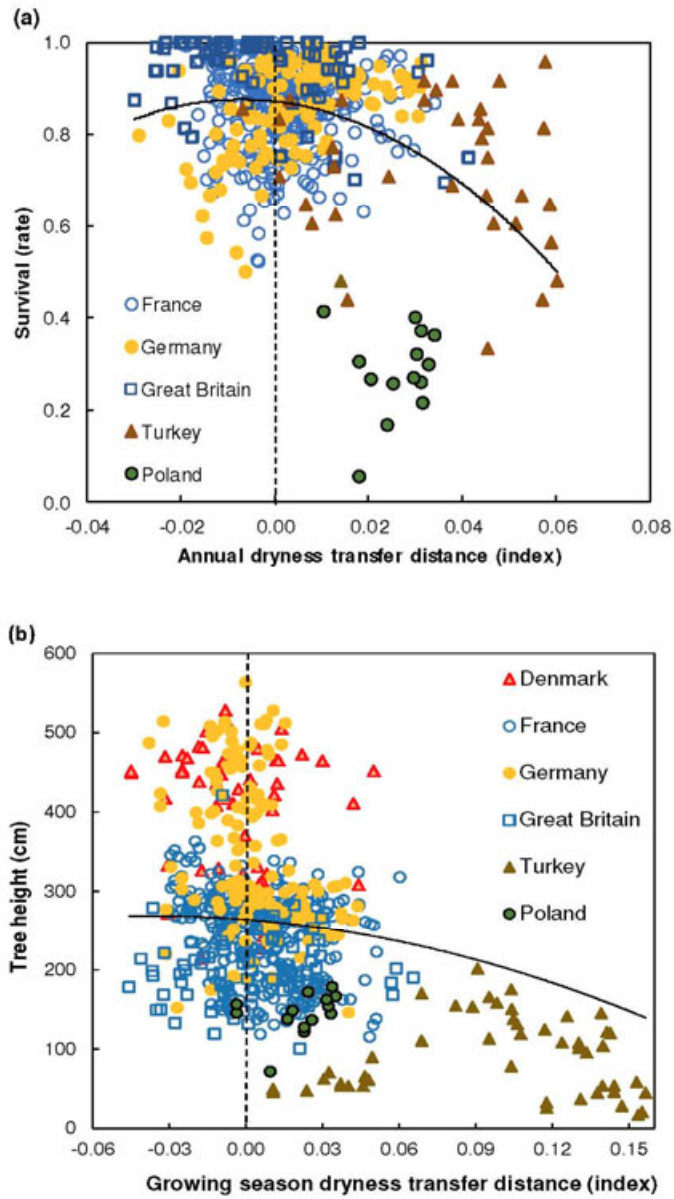 (a)
1.0
0.8
0.6
0.4
0.2
0.0
Survival (rate)
France
Germany
Great Britain
Turkey
Poland
-0.04 -0.02 0.00 0.02 0.04 0.06 0.08
Annual dryness transfer distance (index)
(b)
600
500
400
300
200
100
0
Tree height (cm)
Denmark
France
Germany
Great Britain
Turkey
Poland
-0.06 -0.03 0.00 0.03 0.06 0.09 0.12 0.15
Growing season dryness transfer distance (index)